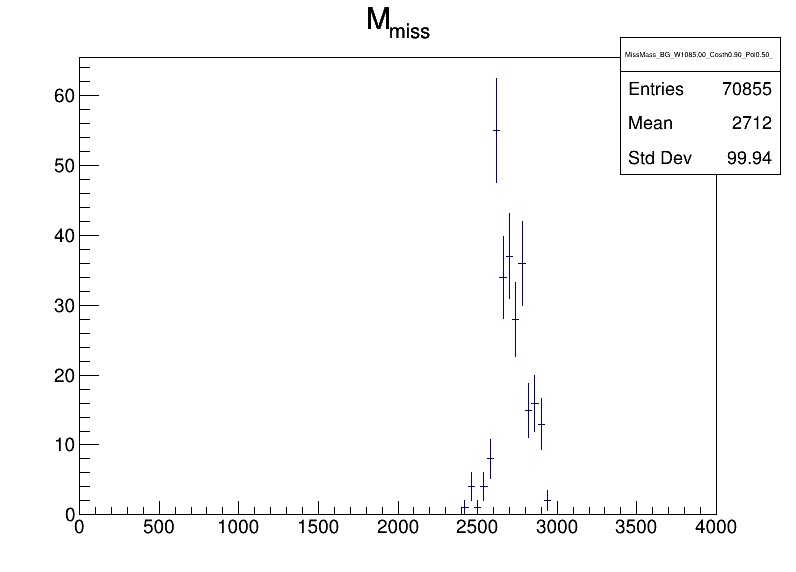 M_miss
MissMass_BG_W1085.00_Costh0.90_Pol0.50_
Entries 70855
Mean 2712
Std Dev 99.94
60
50
40
30
20
10
0
0 500 1000 1500 2000 2500 3000 3500 4000